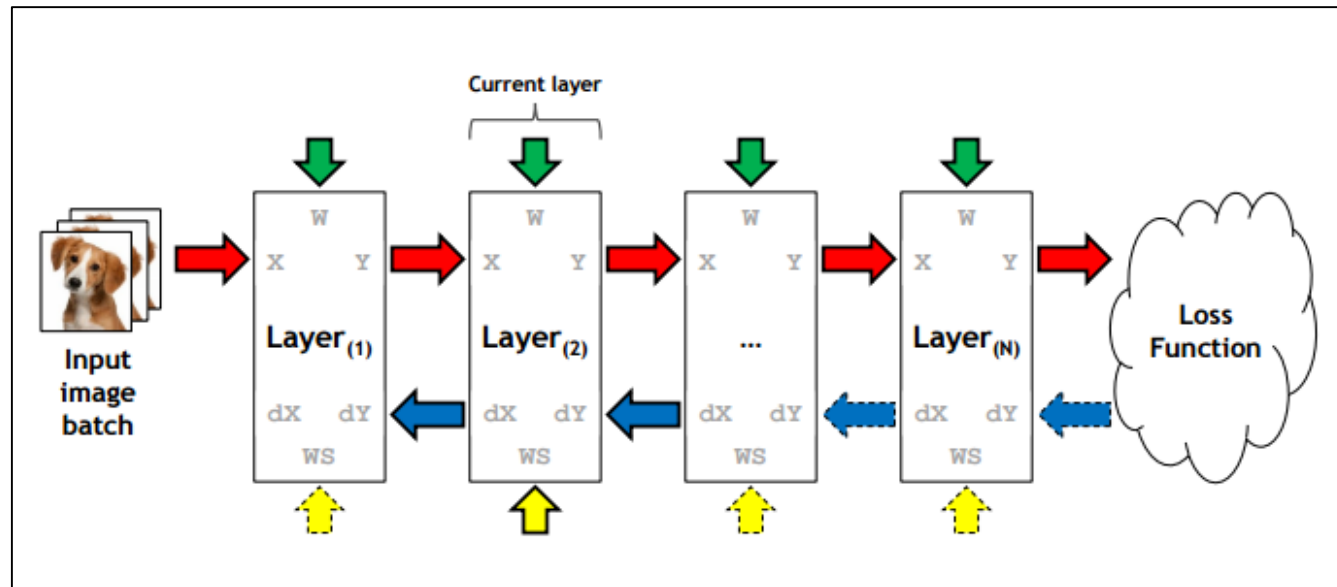 Current layer
W
W
W
W
X Y
X Y
X Y
X Y
Layer(1)
Layer(2)
...
Layer(N)
Loss
Function
Input
image
batch
dX dY
dX dY
dX dY
dX dY
WS
WS
WS
WS